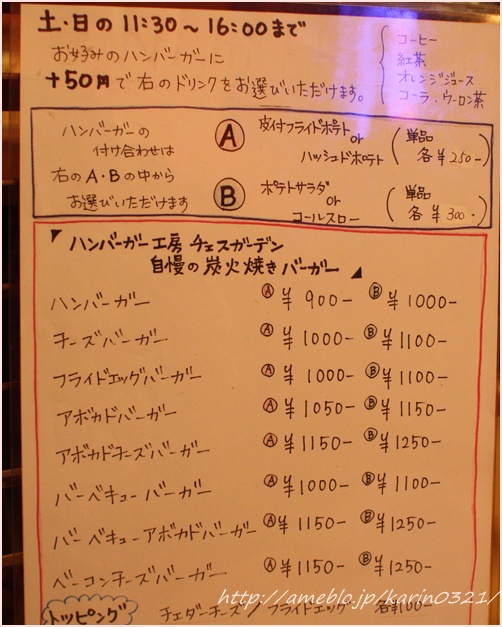 土・日の 11:30～16:00まで
お好みのハンバーガーに
+50円で右のドリンクをお選びいただけます。
コーヒー
紅茶
オレンジジュース
コーラ・ウーロン茶
ハンバーガーの
付け合わせは
右のA・Bの中から
お選びいただけます
A 皮付フライドポテト or ハッシュドポテト (単品 各¥250-)
B ポテトサラダ or コールスロー (単品 各¥300-)
ハンバーガー工房 チェスガーデン
自慢の炭火焼きバーガー
ハンバーガー A ¥900- B ¥1000-
チーズバーガー A ¥1000- B ¥1100-
フライドエッグバーガー A ¥1000- B ¥1100-
アボカドバーガー A ¥1050- B ¥1150-
アボカドチーズバーガー A ¥1150- B ¥1250-
バーベキューバーガー A ¥1000- B ¥1100-
バーベキューアボカドバーガー A ¥1150- B ¥1250-
ベーコンチーズバーガー A ¥1150- B ¥1250-
トッピング チェダーチーズ／フライドエッグ 各¥100-
http://ameblo.jp/karin0321/